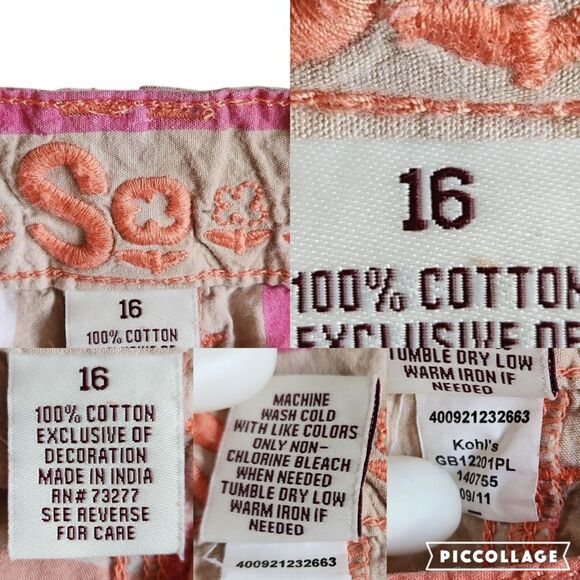 So
16
100% COTTON
16
100% COTTON
EXCLUSIVE OF
16
100% COTTON
EXCLUSIVE OF
DECORATION
MADE IN INDIA
RN# 73277
SEE REVERSE
FOR CARE
MACHINE
WASH COLD
WITH LIKE COLORS
ONLY NON-
CHLORINE BLEACH
WHEN NEEDED
TUMBLE DRY LOW
WARM IRON IF
NEEDED
400921232663
TUMBLE DRY LOW
WARM IRON IF
NEEDED
400921232663
Kohl's
GB12201PL
140755
09/11
PICCOLLAGE